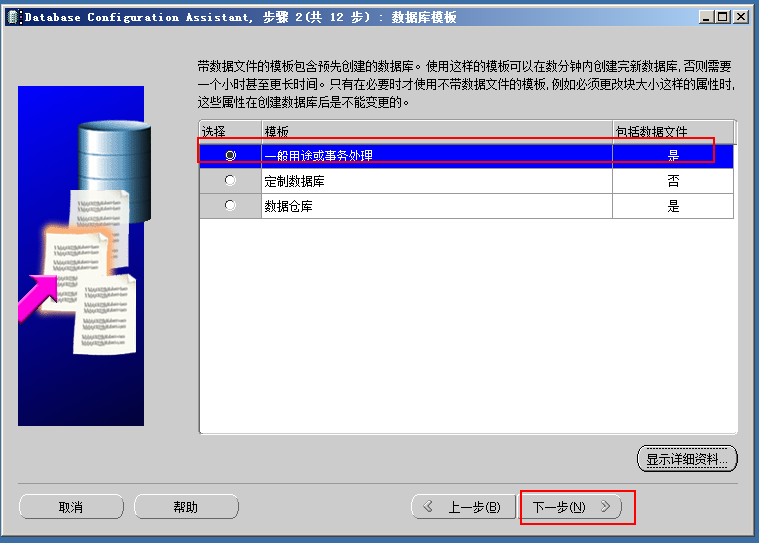 Database Configuration Assistant, 步骤 2(共 12 步) : 数据库模板
带数据文件的模板包含预先创建的数据库。使用这样的模板可以在数分钟内创建完新数据库,否则需要
一个小时甚至更长时间。只有在必要时才使用不带数据文件的模板,例如必须更改块大小这样的属性时,
这些属性在创建数据库后是不能变更的。
选择 模板 包括数据文件
一般用途或事务处理 是
定制数据库 否
数据仓库 是
显示详细资料...
取消 帮助 上一步(B) 下一步(N)